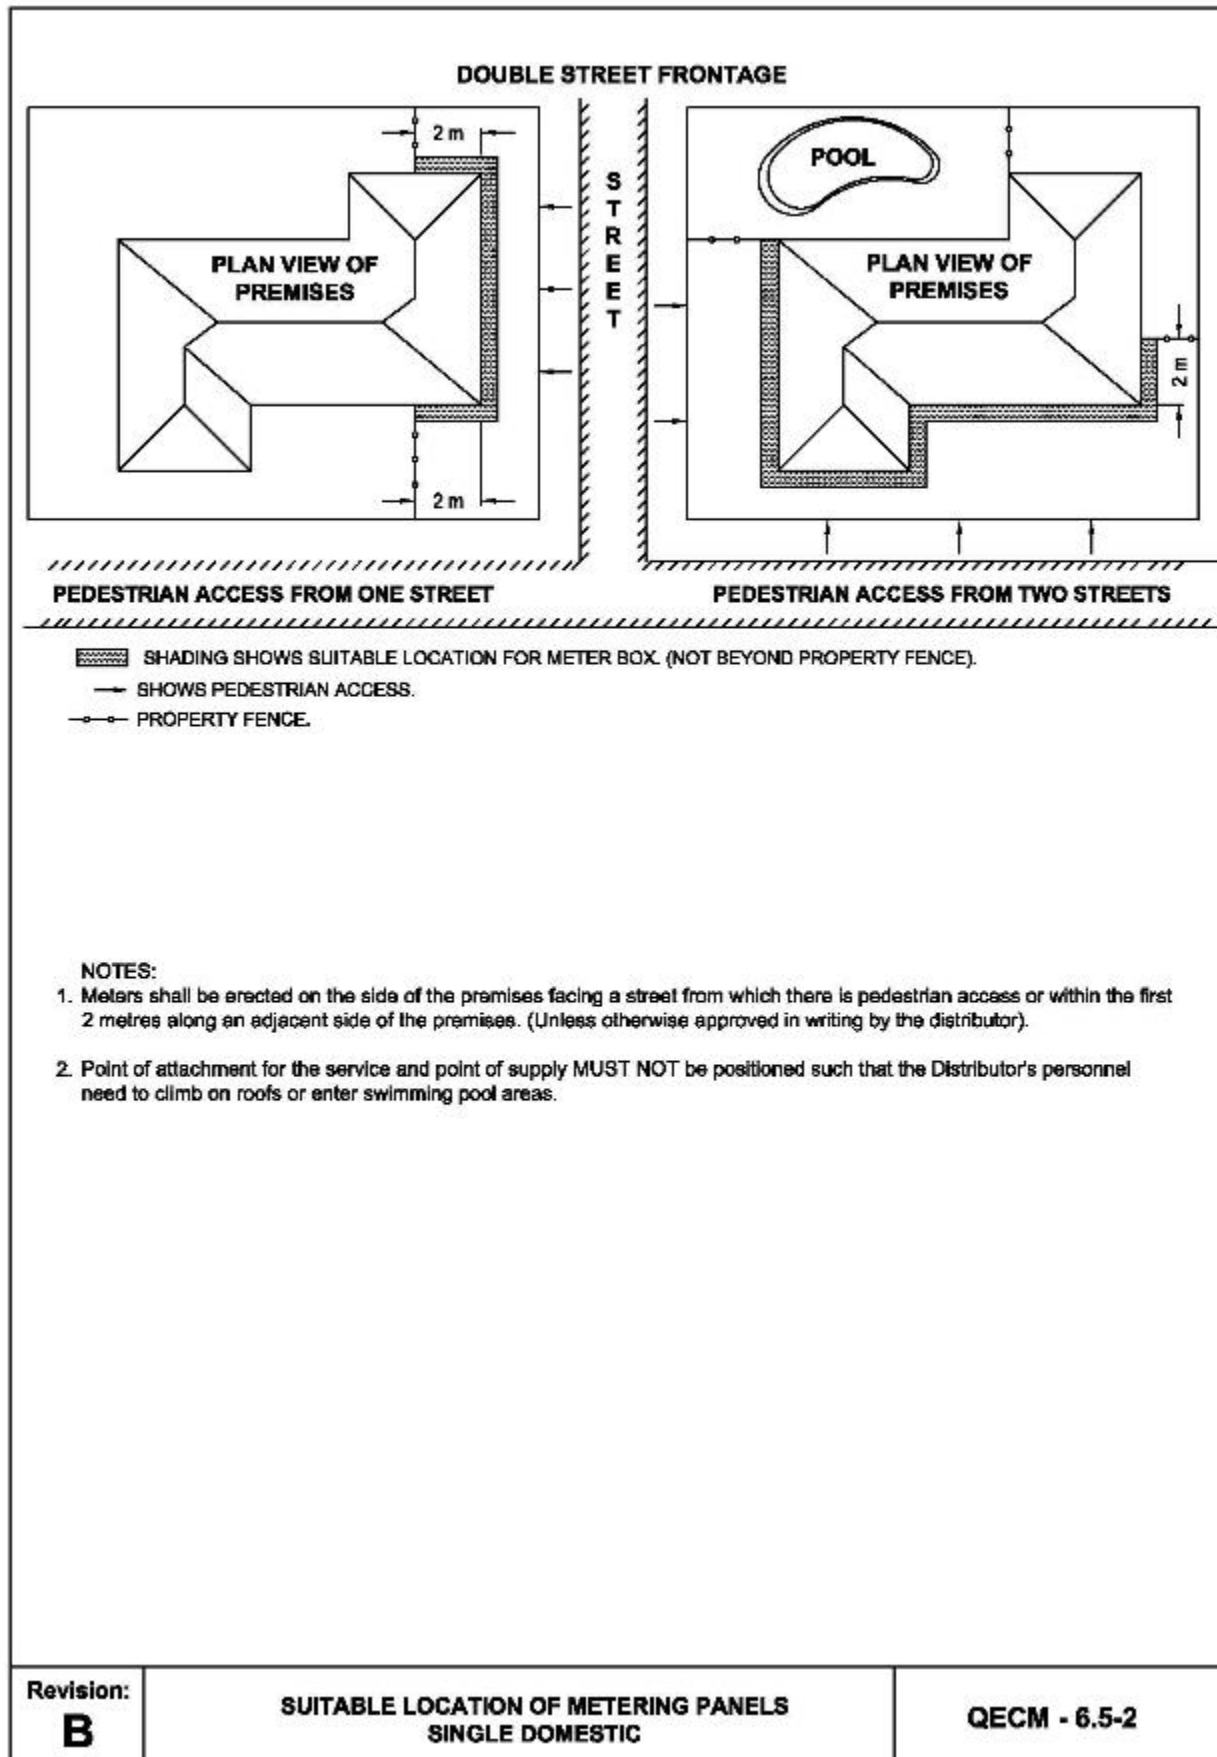 DOUBLE STREET FRONTAGE
2 m
PLAN VIEW OF
PREMISES
2 m
STREET
POOL
PLAN VIEW OF
PREMISES
2 m
PEDESTRIAN ACCESS FROM ONE STREET
PEDESTRIAN ACCESS FROM TWO STREETS
SHADING SHOWS SUITABLE LOCATION FOR METER BOX. (NOT BEYOND PROPERTY FENCE).
SHOWS PEDESTRIAN ACCESS.
PROPERTY FENCE.
NOTES:
1. Meters shall be erected on the side of the premises facing a street from which there is pedestrian access or within the first
2 metres along an adjacent side of the premises. (Unless otherwise approved in writing by the distributor).
2. Point of attachment for the service and point of supply MUST NOT be positioned such that the Distributor's personnel
need to climb on roofs or enter swimming pool areas.
Revision:
B
SUITABLE LOCATION OF METERING PANELS
SINGLE DOMESTIC
QECM - 6.5-2